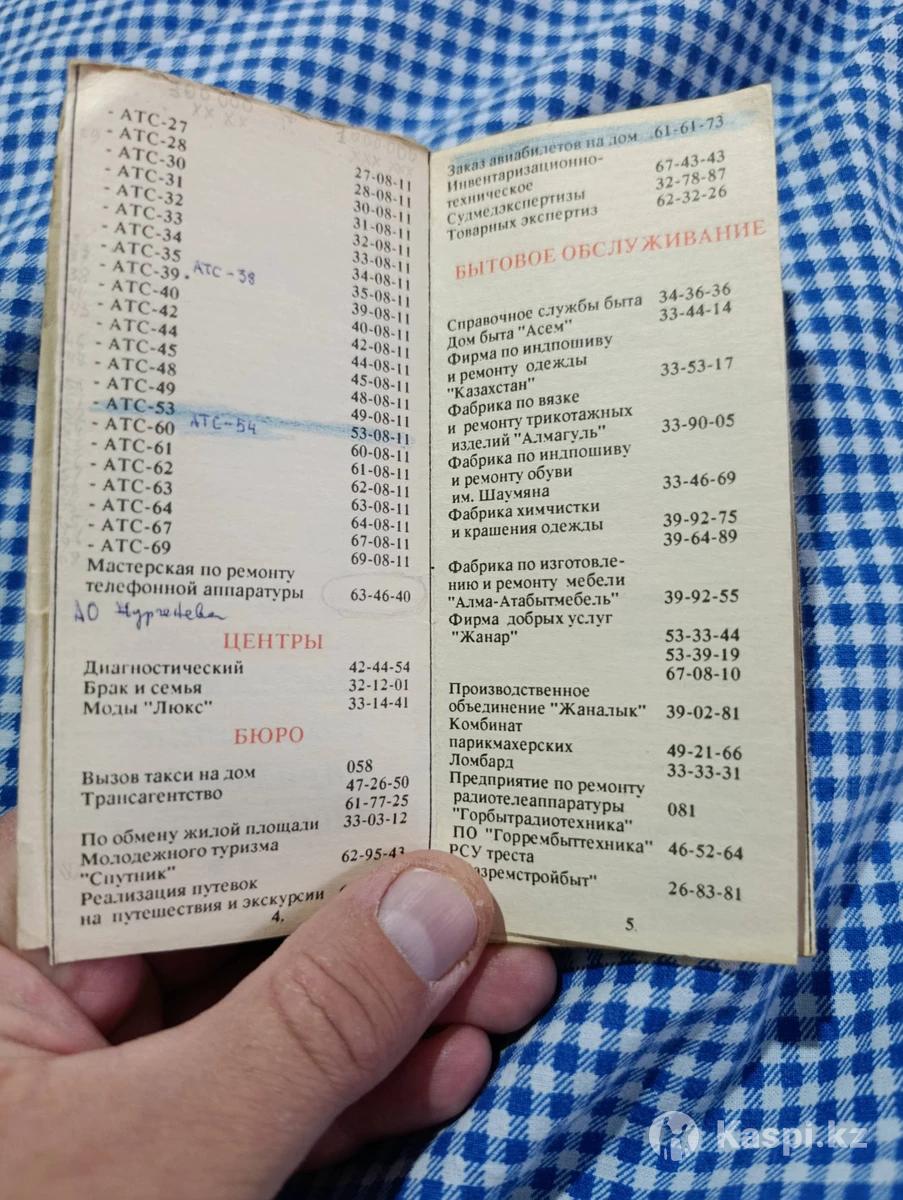 - АТС-27 27-08-11
- АТС-28 28-08-11
- АТС-30 30-08-11
- АТС-31 31-08-11
- АТС-32 32-08-11
- АТС-33 33-08-11
- АТС-34 34-08-11
- АТС-35 35-08-11
- АТС-39. АТС-38 39-08-11
- АТС-40 40-08-11
- АТС-42 42-08-11
- АТС-44 44-08-11
- АТС-45 45-08-11
- АТС-48 48-08-11
- АТС-49 49-08-11
- АТС-53 53-08-11
- АТС-60 АТС-54 60-08-11
- АТС-61 61-08-11
- АТС-62 62-08-11
- АТС-63 63-08-11
- АТС-64 64-08-11
- АТС-67 67-08-11
- АТС-69 69-08-11
Мастерская по ремонту
телефонной аппаратуры 63-46-40
ЦЕНТРЫ
Диагностический 42-44-54
Брак и семья 32-12-01
Моды "Люкс" 33-14-41
БЮРО
Вызов такси на дом 058
Трансагентство 47-26-50
61-77-25
По обмену жилой площади 33-03-12
Молодежного туризма
"Спутник" 62-95-43
Реализация путевок
на путешествия и экскурсии
4.
Заказ авиабилетов на дом 61-61-73
Инвентаризационно-
техническое 67-43-43
Судмедэкспертизы 32-78-87
Товарных экспертиз 62-32-26
БЫТОВОЕ ОБСЛУЖИВАНИЕ
Справочное службы быта 34-36-36
Дом быта "Асем" 33-44-14
Фирма по индпошиву
и ремонту одежды
"Казахстан" 33-53-17
Фабрика по вязке
и ремонту трикотажных
изделий "Алмагуль" 33-90-05
Фабрика по индпошиву
и ремонту обуви
им. Шаумяна 33-46-69
Фабрика химчистки
и крашения одежды 39-92-75
39-64-89
Фабрика по изготовле-
нию и ремонту мебели
"Алма-Атабытмебель" 39-92-55
Фирма добрых услуг
"Жанар" 53-33-44
53-39-19
67-08-10
Производственное
объединение "Жаналык" 39-02-81
Комбинат
парикмахерских 49-21-66
Ломбард 33-33-31
Предприятие по ремонту
радиотелеаппаратуры 081
"Горбытрадиотехника"
ПО "Горрембыттехника" 46-52-64
РСУ треста
азремстройбыт" 26-83-81
5.
Kaspi.kz